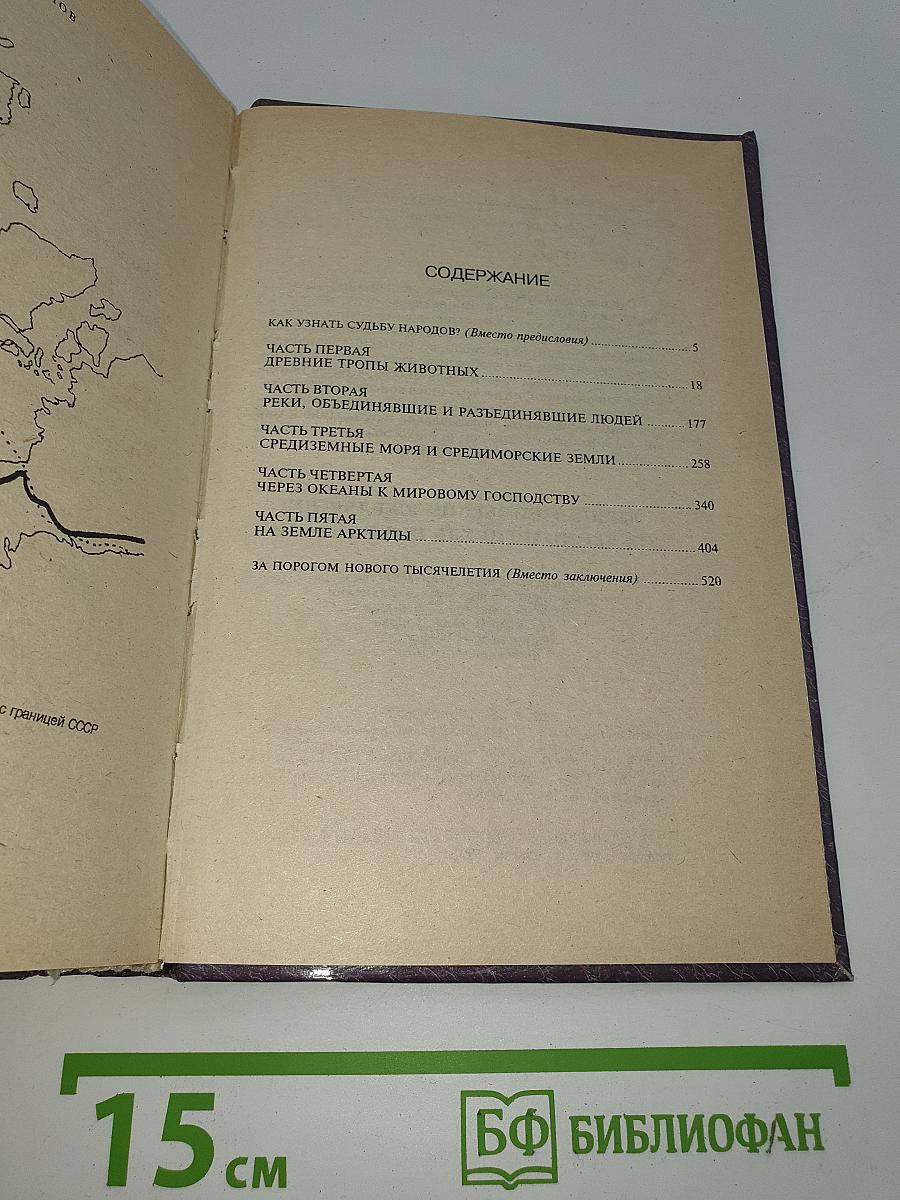 с границей СССР
СОДЕРЖАНИЕ
КАК УЗНАТЬ СУДЬБУ НАРОДОВ? (Вместо предисловия) ........................ 5
ЧАСТЬ ПЕРВАЯ
ДРЕВНИЕ ТРОПЫ ЖИВОТНЫХ ........................ 18
ЧАСТЬ ВТОРАЯ
РЕКИ, ОБЪЕДИНЯВШИЕ И РАЗЪЕДИНЯВШИЕ ЛЮДЕЙ .......... 177
ЧАСТЬ ТРЕТЬЯ
СРЕДИЗЕМНЫЕ МОРЯ И СРЕДИМОРСКИЕ ЗЕМЛИ ................ 258
ЧАСТЬ ЧЕТВЕРТАЯ
ЧЕРЕЗ ОКЕАНЫ К МИРОВОМУ ГОСПОДСТВУ ........................ 340
ЧАСТЬ ПЯТАЯ
НА ЗЕМЛЕ АРКТИДЫ ........................ 404
ЗА ПОРОГОМ НОВОГО ТЫСЯЧЕЛЕТИЯ (Вместо заключения) .............. 520
15 см
БФ БИБЛИОФАН